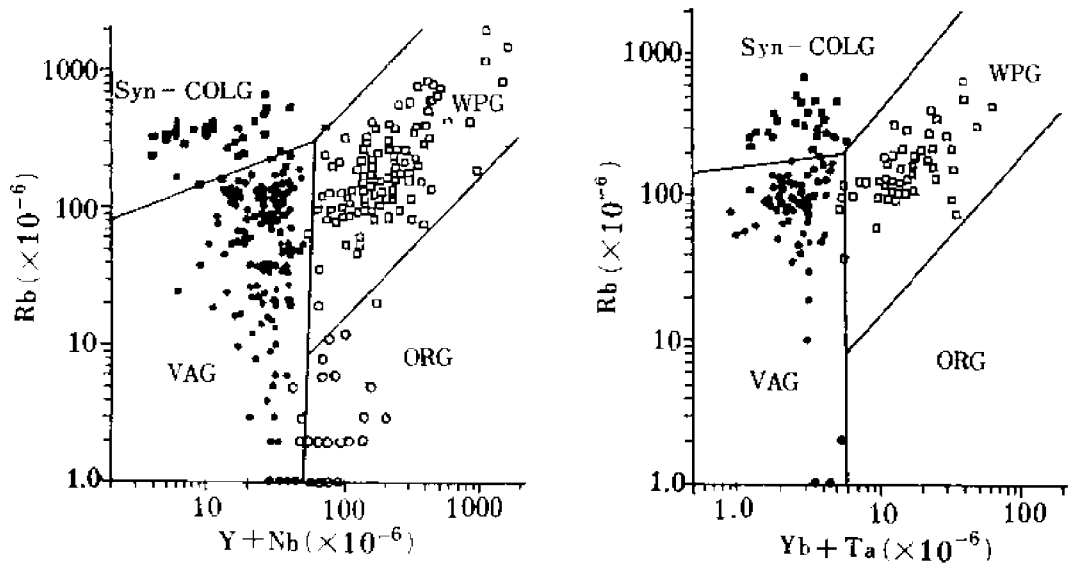 1000
Syn-COLG
WPG
100
Rb (×10⁻⁶)
10
VAG
ORG
1.0
10
100
1000
Y+Nb (×10⁻⁶)
Syn-COLG
1000
WPG
100
Rb (×10⁻⁶)
10
VAG
ORG
1.0
1.0
10
100
Yb+Ta (×10⁻⁶)